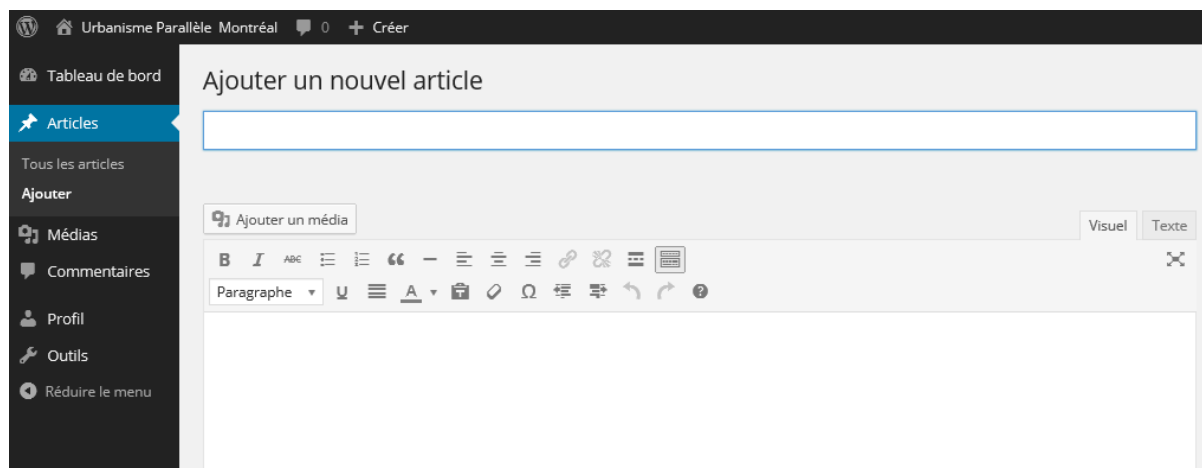 Urbanisme Parallèle Montréal 0 + Créer
Tableau de bord
Articles
Tous les articles
Ajouter
Médias
Commentaires
Profil
Outils
Réduire le menu
Ajouter un nouvel article
Ajouter un média
Visuel Texte
B I ABC
Paragraphe U A Ω